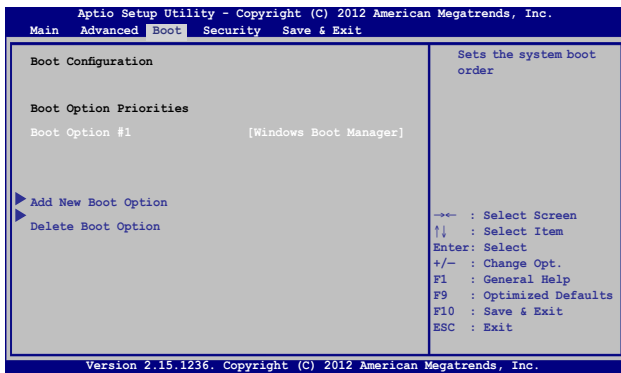 Aptio Setup Utility - Copyright (C) 2012 American Megatrends, Inc.
Main Advanced Boot Security Save & Exit
Boot Configuration
Boot Option Priorities
Boot Option #1 [Windows Boot Manager]
Add New Boot Option
Delete Boot Option
Sets the system boot
order
→← : Select Screen
↑↓ : Select Item
Enter: Select
+/— : Change Opt.
F1 : General Help
F9 : Optimized Defaults
F10 : Save & Exit
ESC : Exit
Version 2.15.1236. Copyright (C) 2012 American Megatrends, Inc.